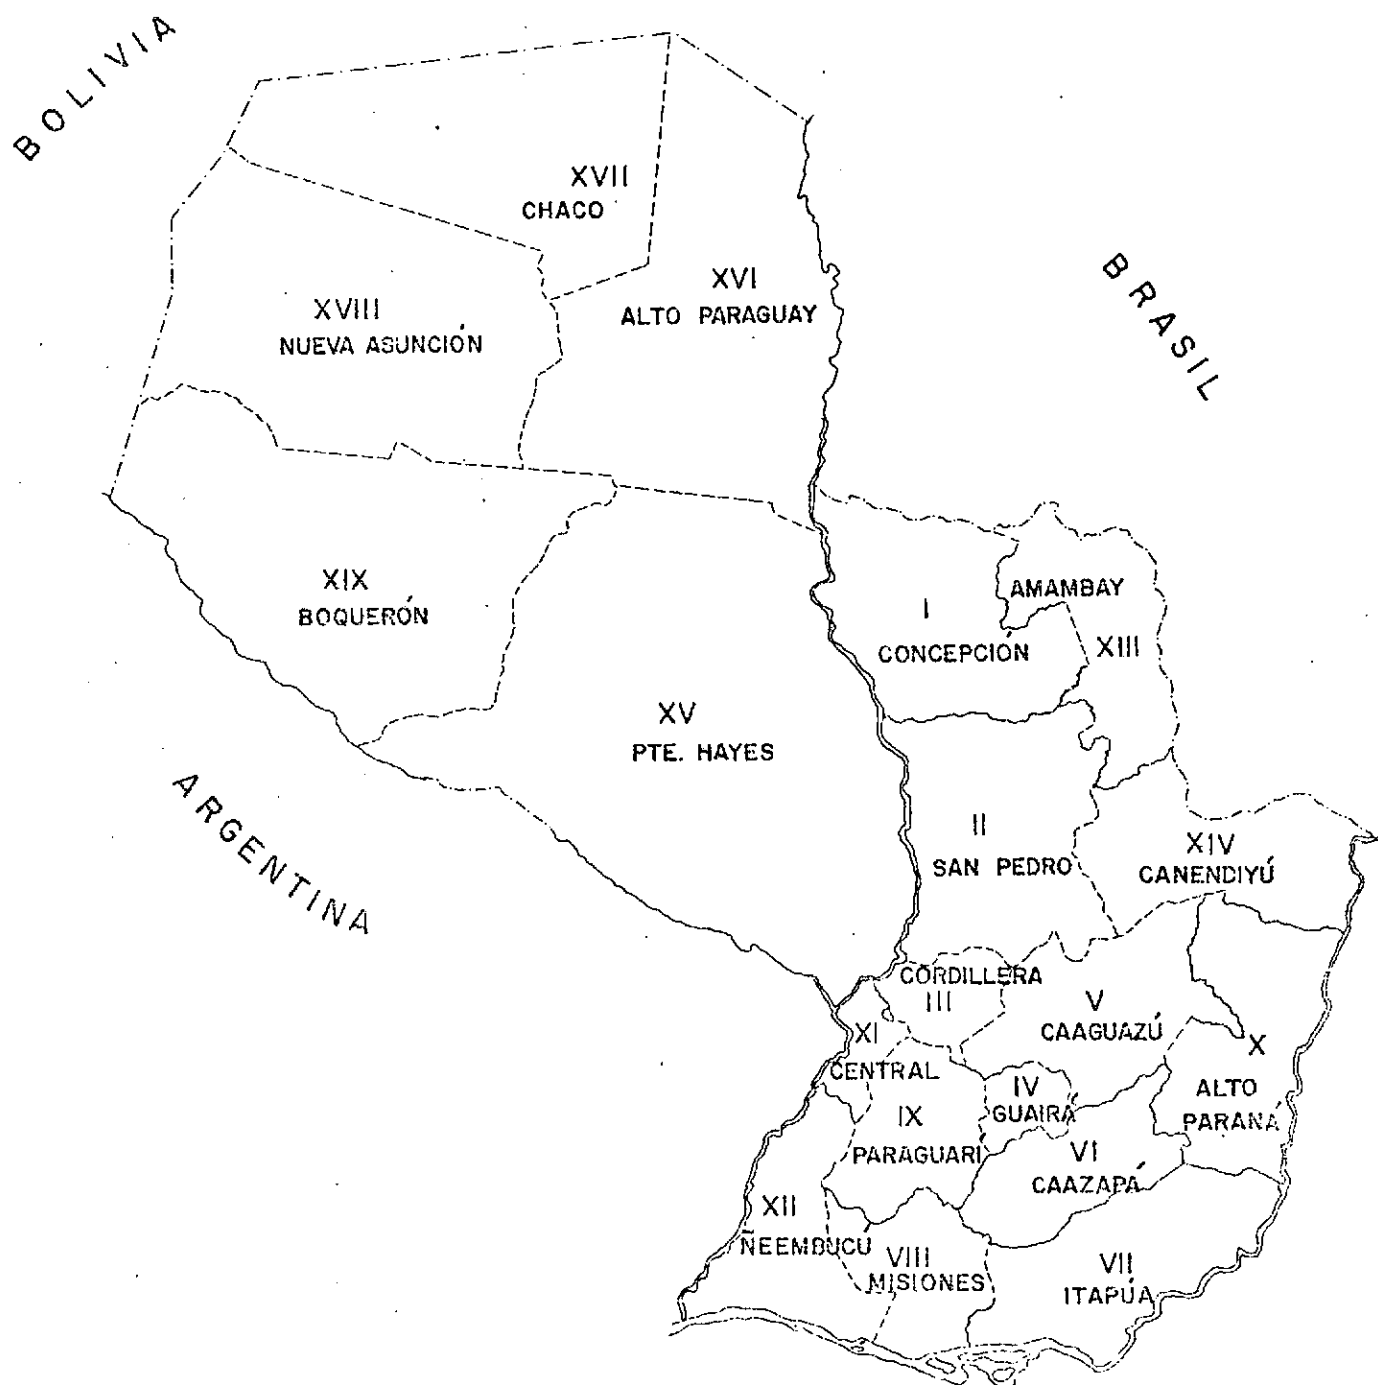 BOLIVIA
XVII
CHACO
XVI
ALTO PARAGUAY
BRASIL
XVIII
NUEVA ASUNCIÓN
XIX
BOQUERÓN
I
CONCEPCIÓN
AMAMBAY
XIII
XV
PTE. HAYES
ARGENTINA
II
SAN PEDRO
XIV
CANENDIYÚ
CORDILLERA
III
V
CAAGUAZÚ
XI
CENTRAL
X
ALTO
PARANÁ
IV
GUAIRÁ
IX
PARAGUARI
VI
CAAZAPÁ
XII
ÑEEMBUCÚ
VIII
MISIONES
VII
ITAPÚA